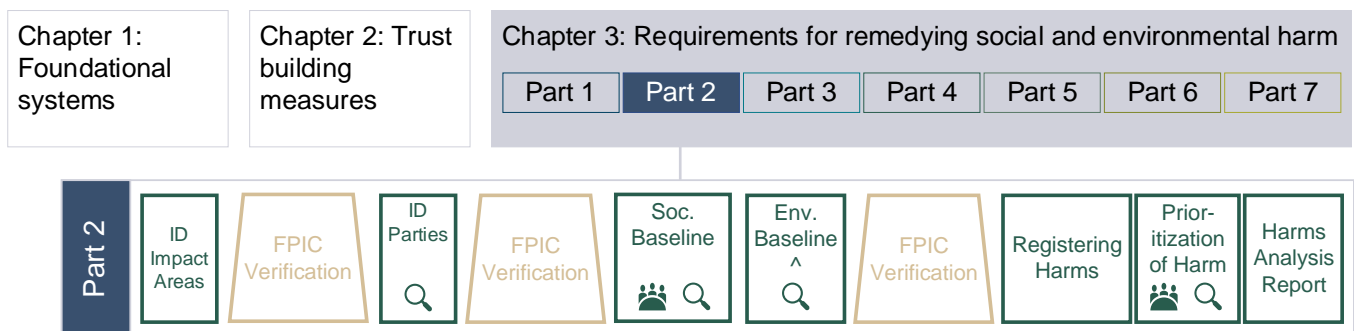 Chapter 1:
Foundational
systems
Chapter 2: Trust
building
measures
Chapter 3: Requirements for remedying social and environmental harm
Part 1
Part 2
Part 3
Part 4
Part 5
Part 6
Part 7
Part 2
ID
Impact
Areas
FPIC
Verification
ID
Parties
FPIC
Verification
Soc.
Baseline
Env.
Baseline
^
FPIC
Verification
Registering
Harms
Prior-
itization
of Harm
Harms
Analysis
Report